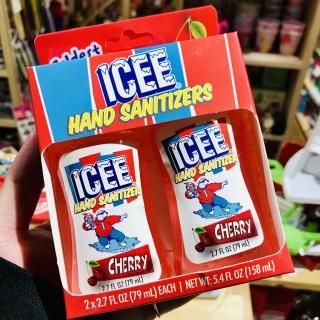 Coldest
ICEE
HAND SANITIZERS
ICEE
HAND SANITIZER
CHERRY
2.7 FL OZ (79 ml)
ICEE
HAND SANITIZER
CHERRY
2.7 FL OZ (79 ml)
2 x 2.7 FL OZ (79 ml) EACH | NET WT. 5.4 FL OZ (158 ml)